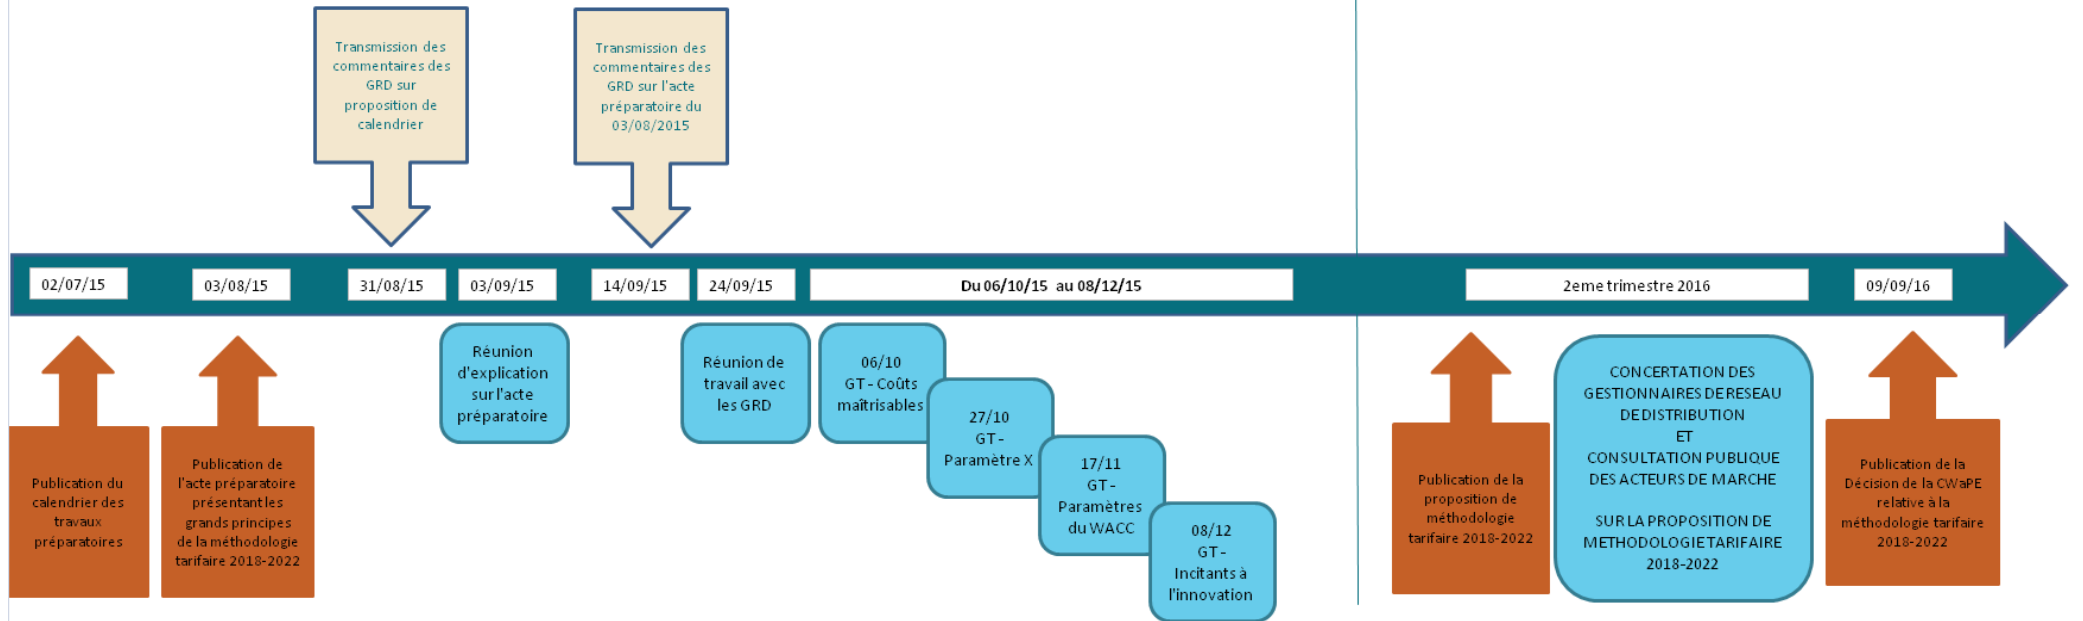 Transmission des
commentaires des
GRD sur
proposition de
calendrier
Transmission des
commentaires des
GRD sur l'acte
préparatoire du
03/08/2015
02/07/15
03/08/15
31/08/15
03/09/15
14/09/15
24/09/15
Du 06/10/15 au 08/12/15
2eme trimestre 2016
09/09/16
Publication du
calendrier des
travaux
préparatoires
Publication de
l'acte préparatoire
présentant les
grands principes
de la méthodologie
tarifaire 2018-2022
Réunion
d'explication
sur l'acte
préparatoire
Réunion de
travail avec
les GRD
06/10
GT - Coûts
maîtrisables
27/10
GT -
Paramètre X
17/11
GT -
Paramètres
du WACC
08/12
GT -
Incitants à
l'innovation
Publication de la
proposition de
méthodologie
tarifaire 2018-2022
CONCERTATION DES
GESTIONNAIRES DE RESEAU
DE DISTRIBUTION
ET
CONSULTATION PUBLIQUE
DES ACTEURS DE MARCHE
SUR LA PROPOSITION DE
METHODOLOGIE TARIFAIRE
2018-2022
Publication de la
Décision de la CWaPE
relative à la
méthodologie tarifaire
2018-2022